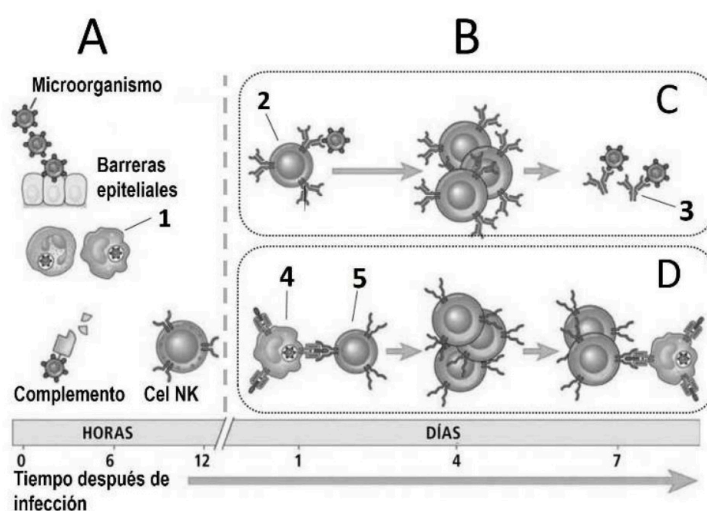 A
B
Microorganismo
2
C
Barreras
epiteliales
1
3
4
5
D
Complemento
Cel NK
HORAS
DÍAS
0
6
12
1
4
7
Tiempo después de
infección